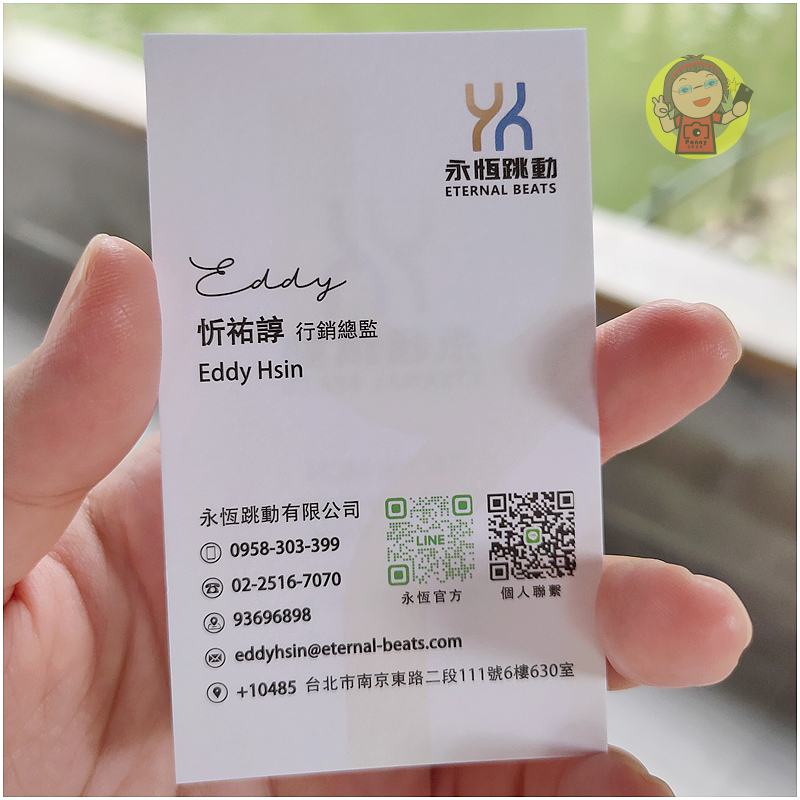 永恆跳動
ETERNAL BEATS
Penny
Eddy
忻祐諄 行銷總監
Eddy Hsin
永恆跳動有限公司
0958-303-399
02-2516-7070
93696898
eddyhsin@eternal-beats.com
+10485 台北市南京東路二段111號6樓630室
LINE
永恆官方
個人聯繫